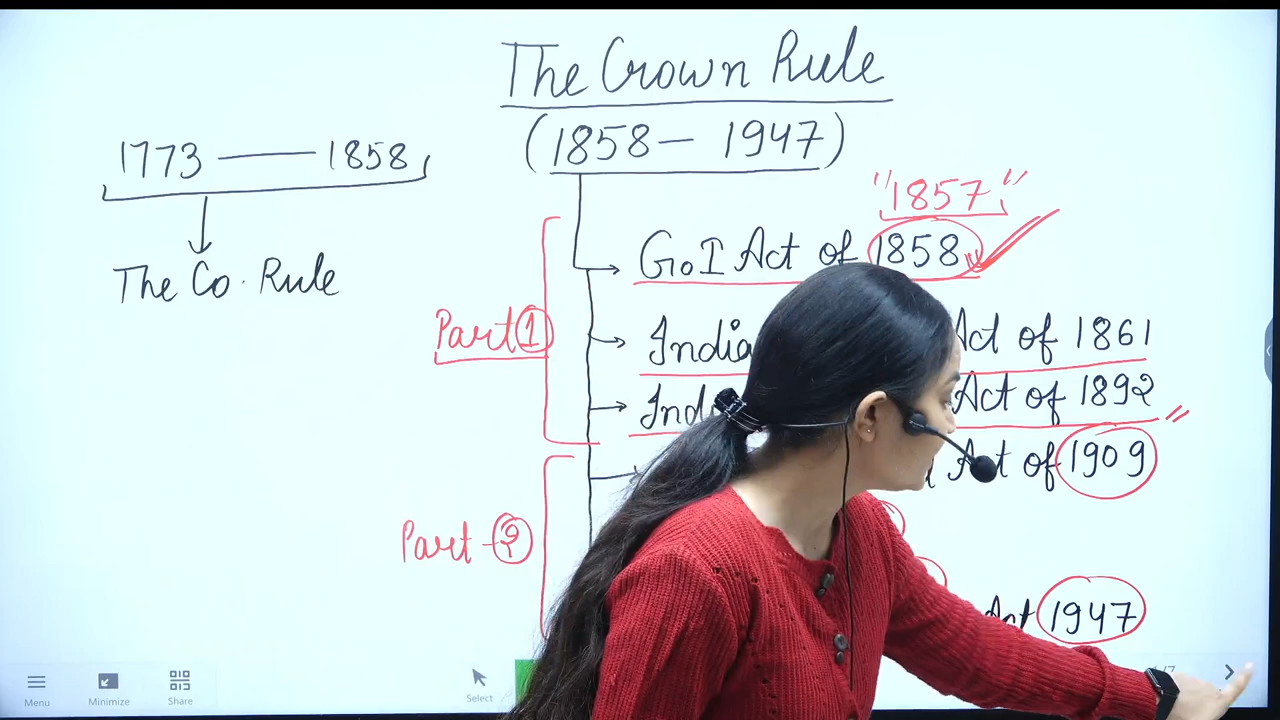 The Crown Rule
(1858 - 1947)
1773 —— 1858
The Co. Rule
"1857"
GoI Act of 1858
Part 1
India Act of 1861
Act of 1892 "
Act of 1909
Part - 2
Act 1947
Menu
Minimize
Share
Select